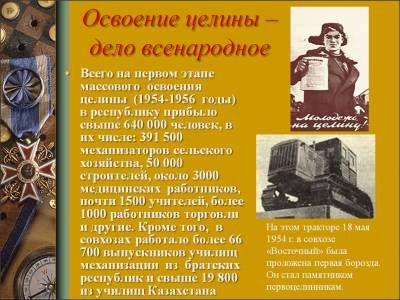 Освоение целины –
дело всенародное
• Всего на первом этапе
массового освоения
целины (1954-1956 годы)
в республику прибыло
свыше 640 000 человек, в
их числе: 391 500
механизаторов сельского
хозяйства, 50 000
строителей, около 3000
медицинских работников,
почти 1500 учителей, более
1000 работников торговли
и другие. Кроме того, в
совхозах работало более 66
700 выпускников училищ
механизации из братских
республик и свыше 19 800
из училищ Казахстана
Молодежь,
на целину!
На этом тракторе 18 мая
1954 г. в совхозе
«Восточный» была
проложена первая борозда.
Он стал памятником
первоцелинникам.